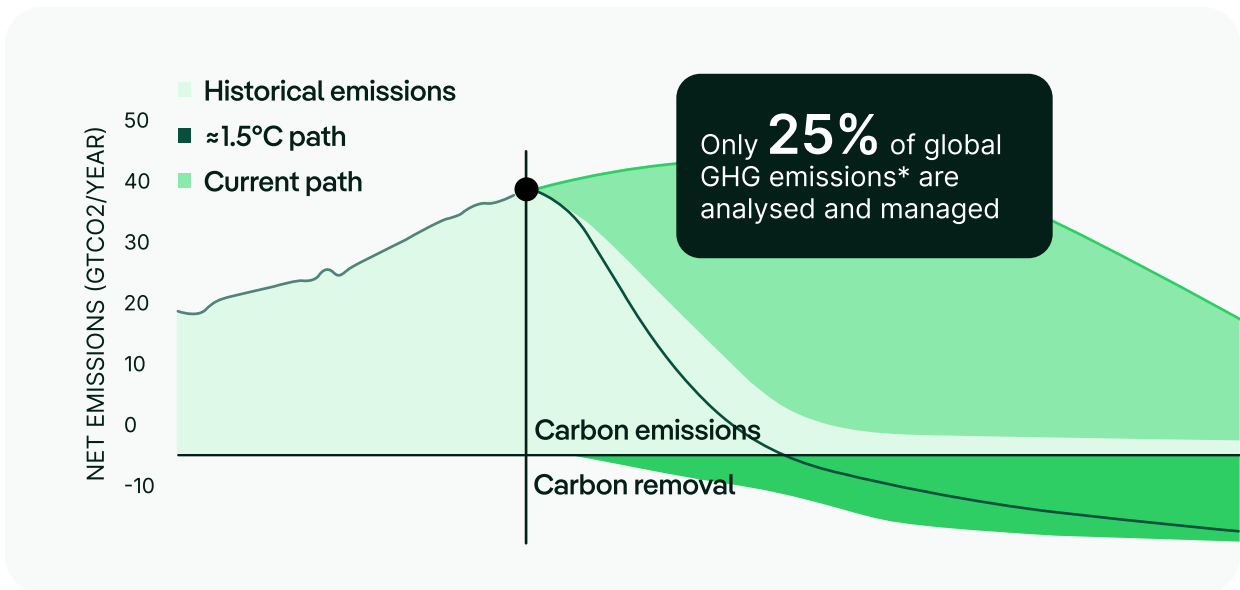 Historical emissions
≈1.5°C path
Current path
NET EMISSIONS (GTCO2/YEAR)
50
40
30
20
10
0
-10
Only 25% of global
GHG emissions* are
analysed and managed
Carbon emissions
Carbon removal